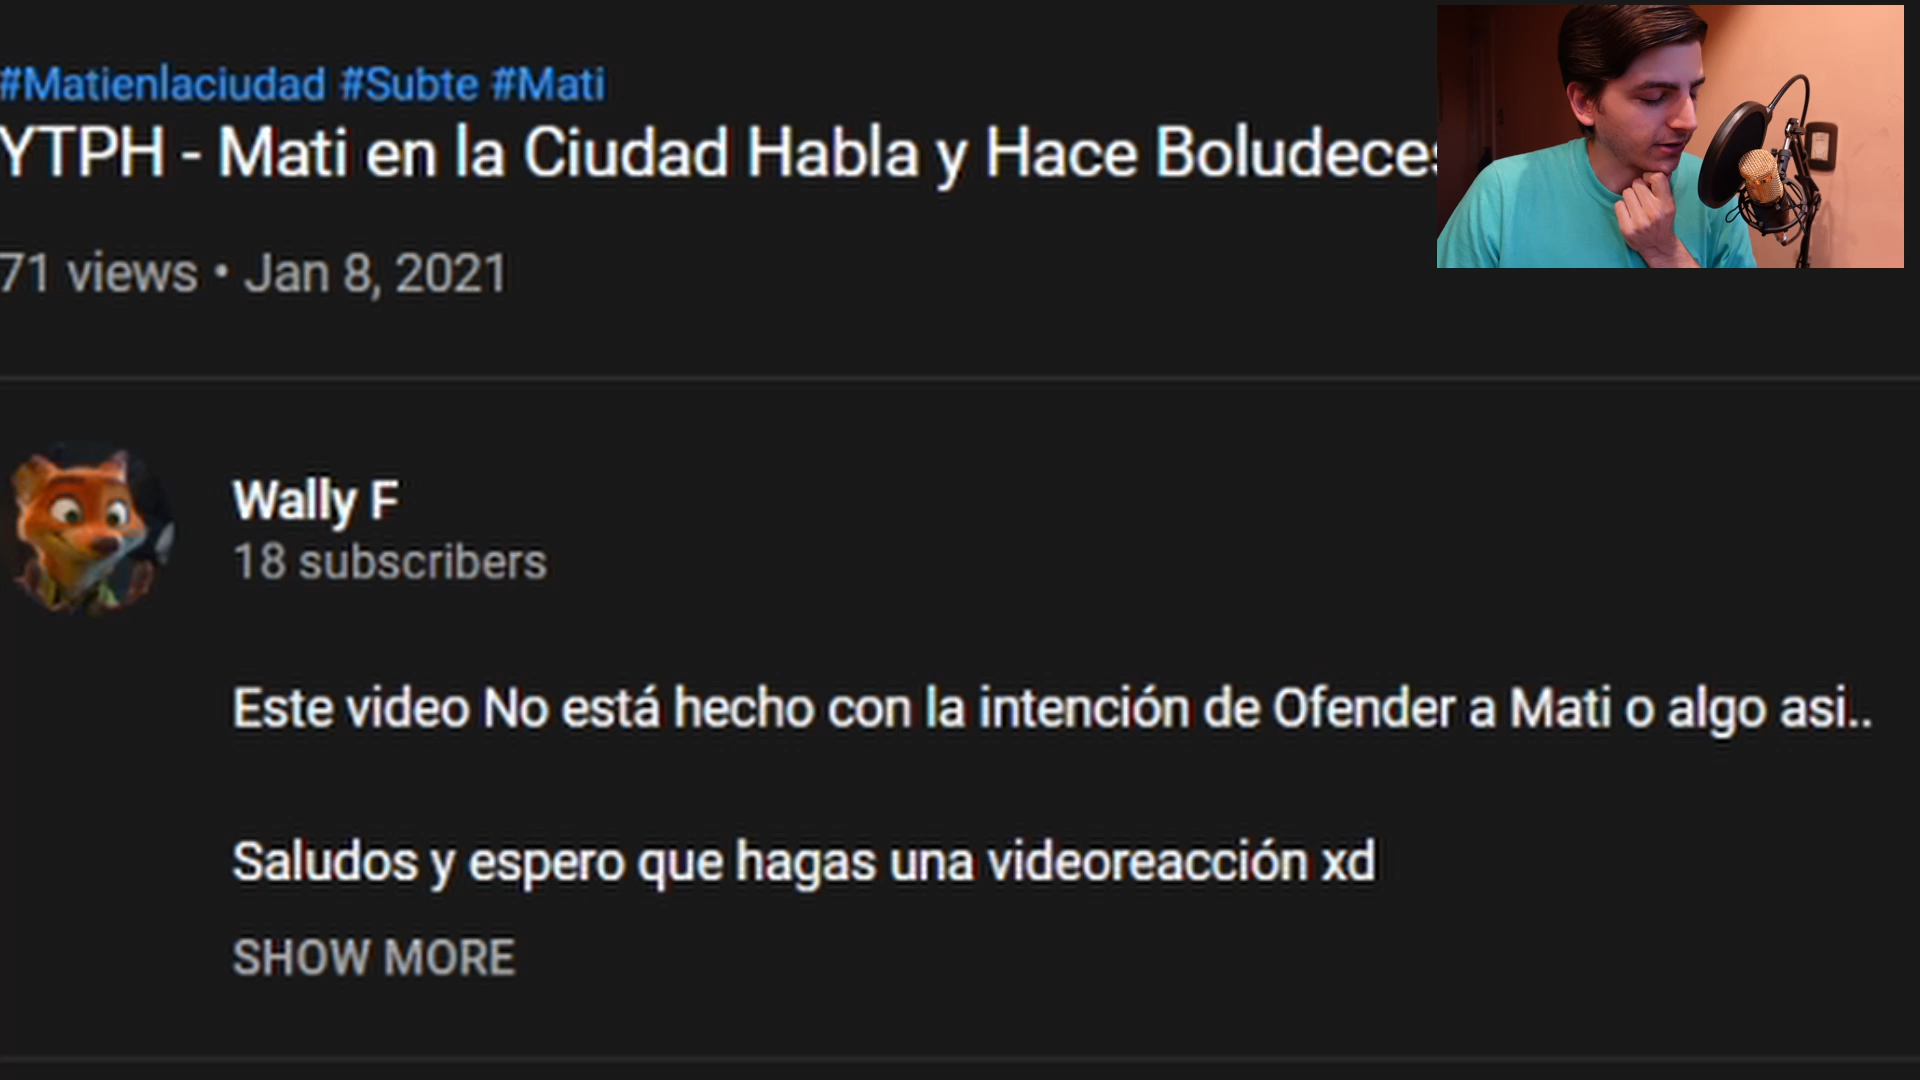 #Matienlaciudad #Subte #Mati
YTPH - Mati en la Ciudad Habla y Hace Boludeces
71 views • Jan 8, 2021
Wally F
18 subscribers
Este video No está hecho con la intención de Ofender a Mati o algo asi..
Saludos y espero que hagas una videoreacción xd
SHOW MORE